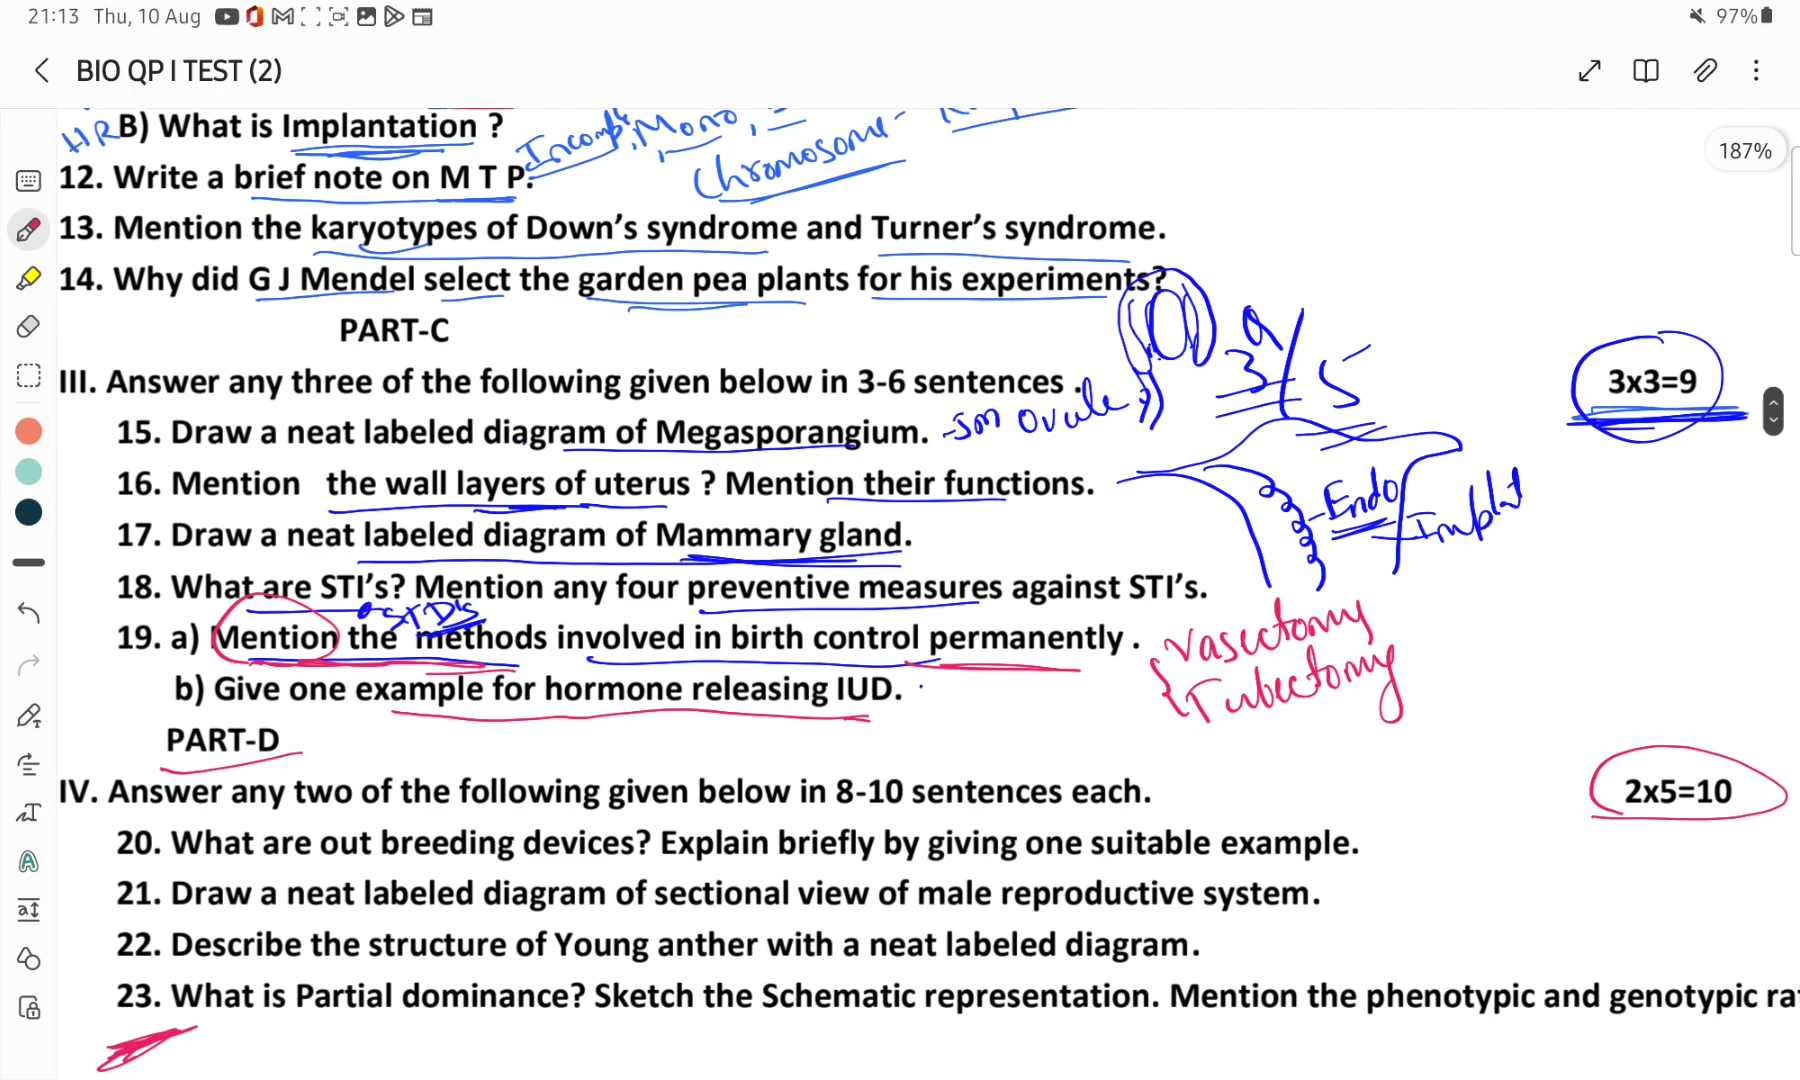 21:13 Thu, 10 Aug
97%
BIO QP I TEST (2)
187%
HR B) What is Implantation ?
Mono,
Chromosome
12. Write a brief note on M T P.
13. Mention the karyotypes of Down’s syndrome and Turner’s syndrome.
14. Why did G J Mendel select the garden pea plants for his experiments?
PART-C
3/5
III. Answer any three of the following given below in 3-6 sentences .
3x3=9
15. Draw a neat labeled diagram of Megasporangium. -5m ovule
16. Mention the wall layers of uterus ? Mention their functions.
Endo
17. Draw a neat labeled diagram of Mammary gland.
18. What are STI’s? Mention any four preventive measures against STI’s.
STD's
19. a) Mention the methods involved in birth control permanently .
Vasectomy
Tubectomy
b) Give one example for hormone releasing IUD.
PART-D
IV. Answer any two of the following given below in 8-10 sentences each.
2x5=10
20. What are out breeding devices? Explain briefly by giving one suitable example.
21. Draw a neat labeled diagram of sectional view of male reproductive system.
22. Describe the structure of Young anther with a neat labeled diagram.
23. What is Partial dominance? Sketch the Schematic representation. Mention the phenotypic and genotypic ra